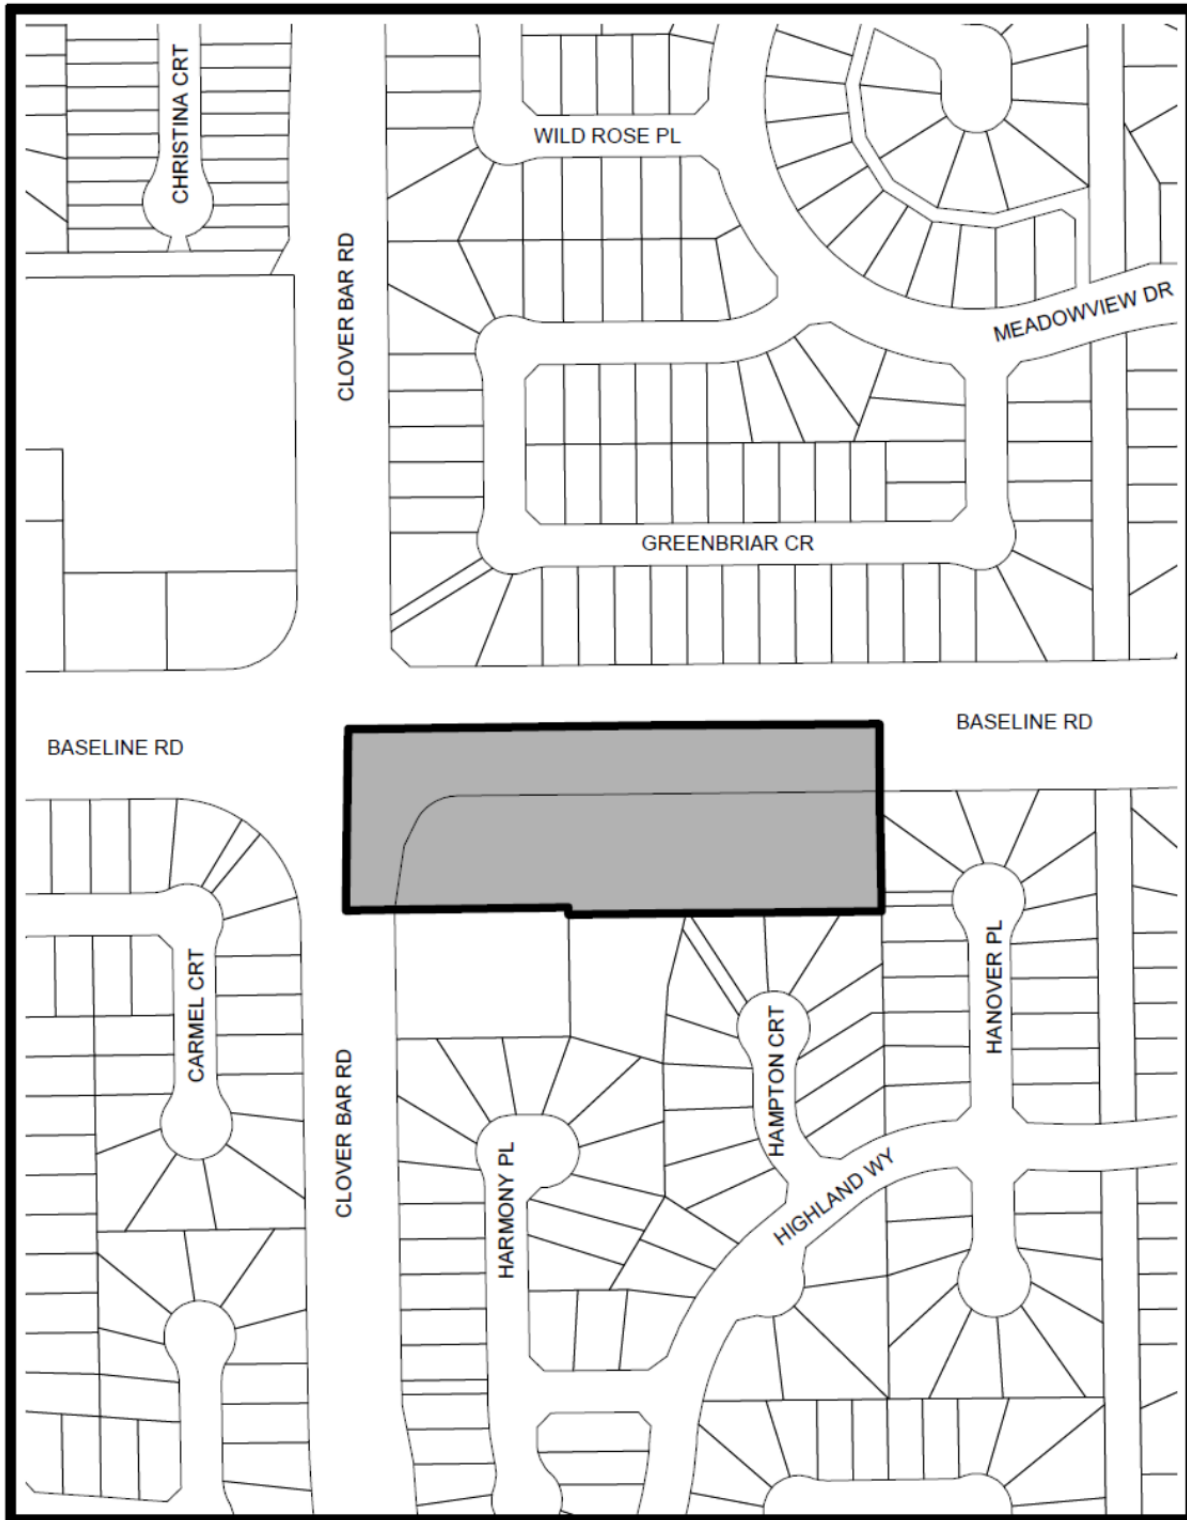 CHRISTINA CRT
WILD ROSE PL
CLOVER BAR RD
MEADOWVIEW DR
GREENBRIAR CR
BASELINE RD
BASELINE RD
CARMEL CRT
HANOVER PL
HAMPTON CRT
CLOVER BAR RD
HARMONY PL
HIGHLAND WY